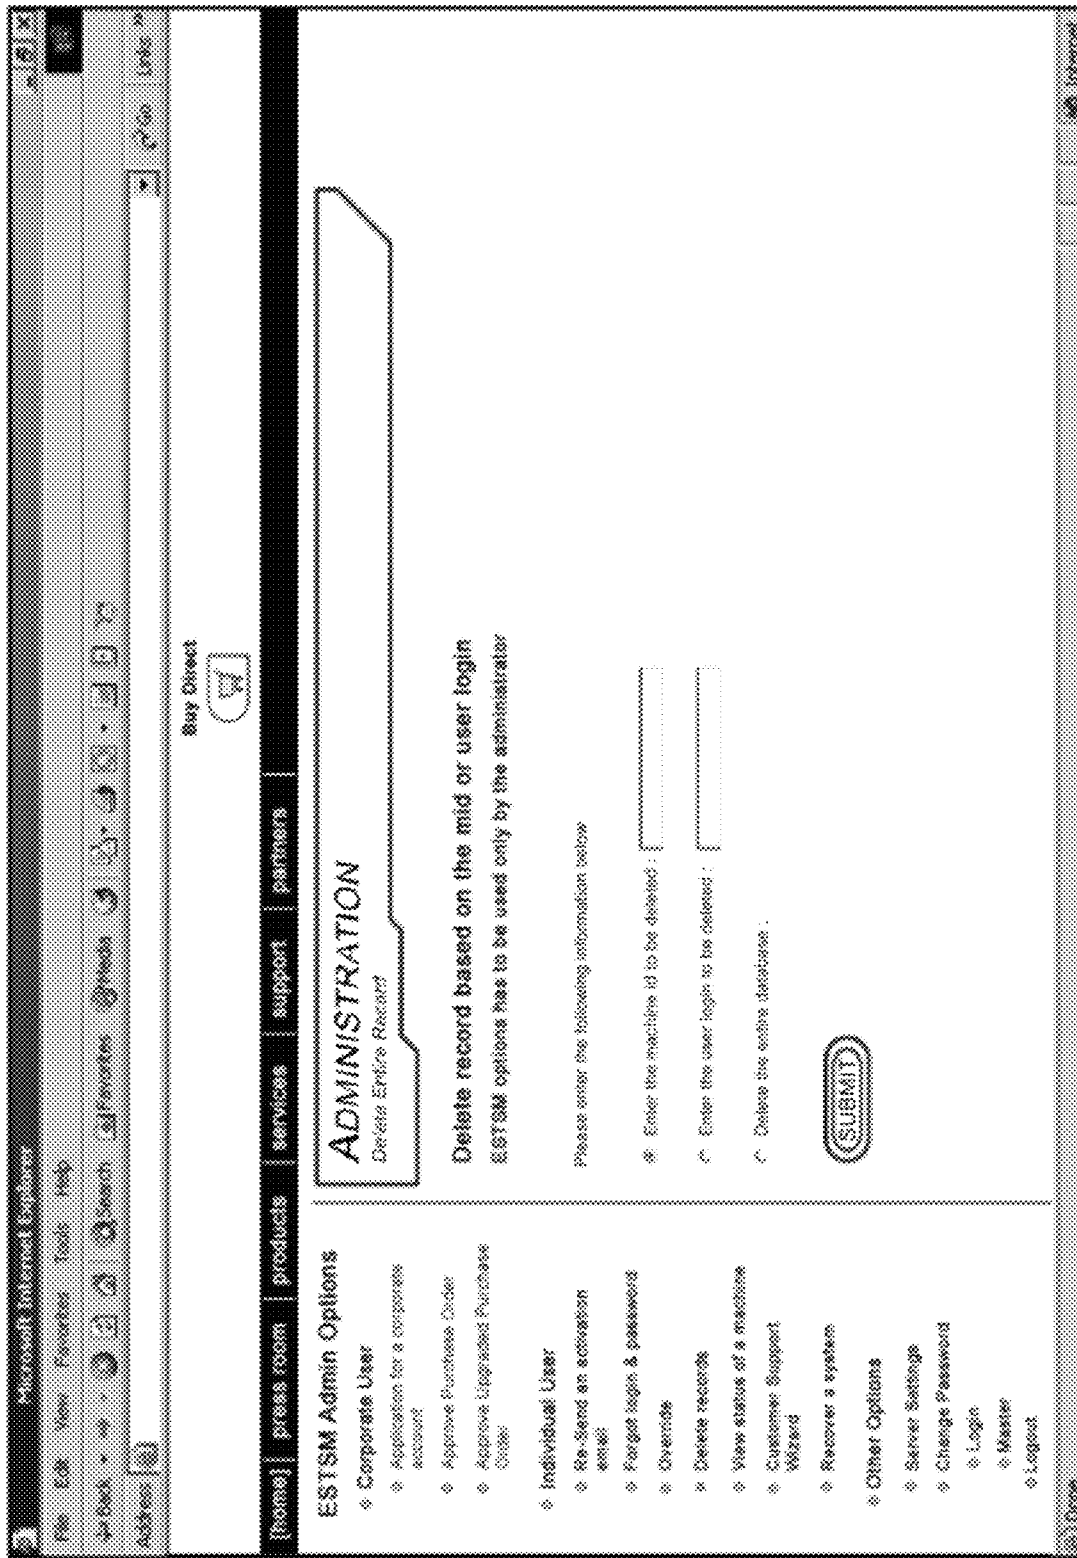 Microsoft Internet Explorer
File Edit View Favorites Tools Help
Back Search Favorites Media
Address Go Links »
Buy Direct
[home] press room products services support partners
ESTSM Admin Options
Corporate User
Application for a corporate
account
Approve Purchase Order
Approve Upgraded Purchase
Order
Individual User
Re-Send an activation
email
Forgot login & password
Override
Delete records
View status of a machine
Customer Support
Wizard
Recover a system
Other Options
Server Settings
Change Password
Login
Master
Logout
ADMINISTRATION
Delete Entire Record
Delete record based on the mid or user login
ESTSM options has to be used only by the administrator
Please enter the following information below
Enter the machine id to be deleted :
Enter the user login to be deleted :
Delete the entire database :
SUBMIT
Done Internet